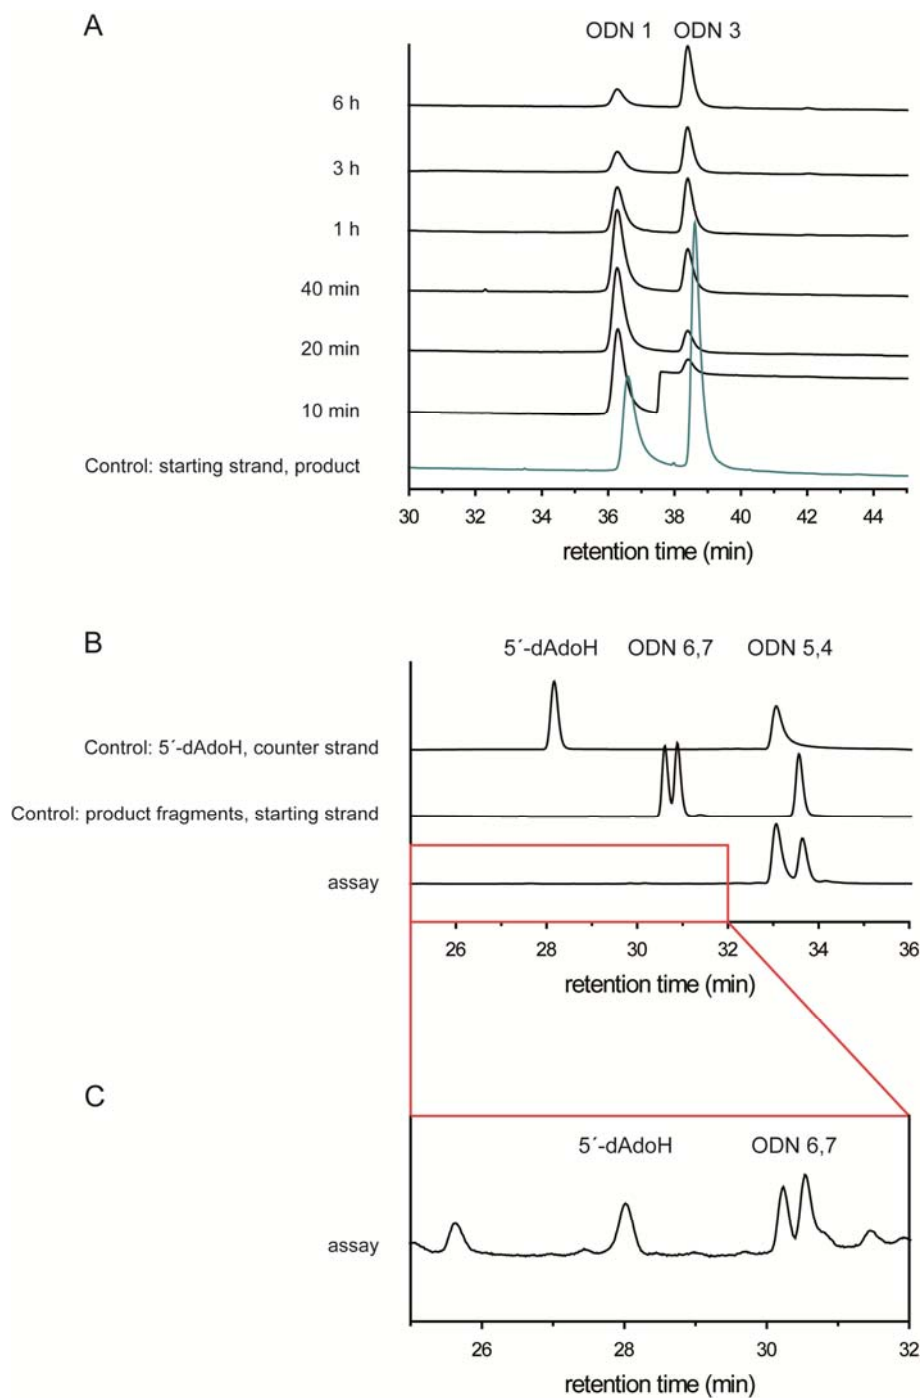 A
ODN 1 ODN 3
6 h
3 h
1 h
40 min
20 min
10 min
Control: starting strand, product
30 32 34 36 38 40 42 44
retention time (min)
B
5´-dAdoH ODN 6,7 ODN 5,4
Control: 5´-dAdoH, counter strand
Control: product fragments, starting strand
assay
26 28 30 32 34 36
retention time (min)
C
5´-dAdoH ODN 6,7
assay
26 28 30 32
retention time (min)